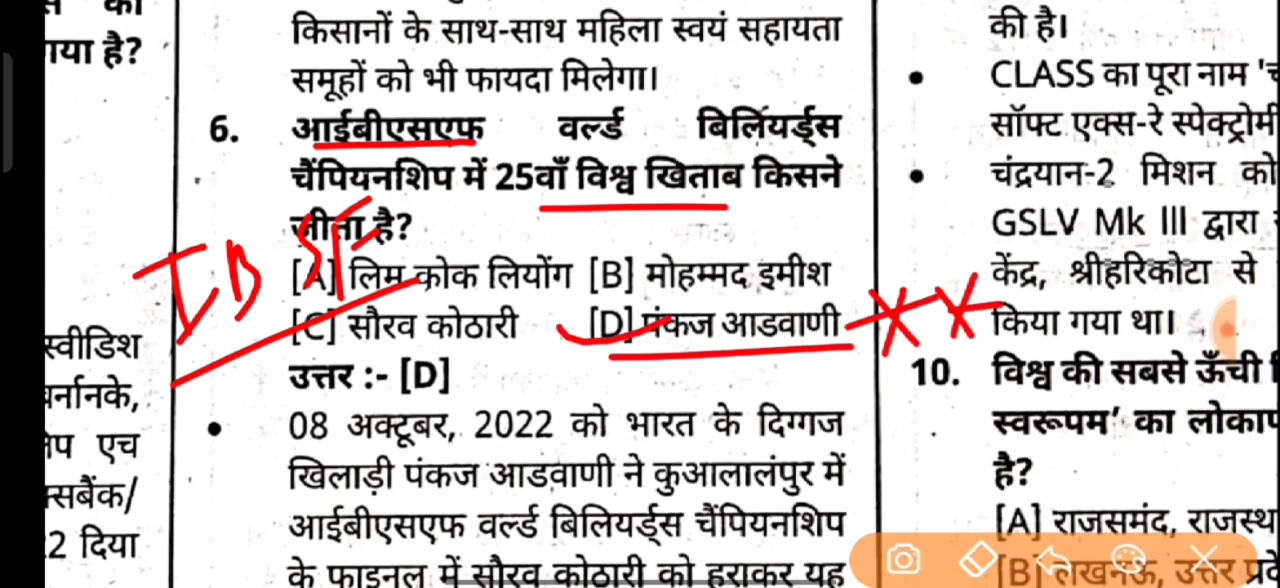 गया है?
स्वीडिश
एच
2 दिया
किसानों के साथ-साथ महिला स्वयं सहायता
समूहों को भी फायदा मिलेगा।
6. आईबीएसएफ वर्ल्ड बिलियर्ड्स
चैंपियनशिप में 25वाँ विश्व खिताब किसने
जीता है?
IBSF
[A] लिम कोक लियोंग [B] मोहम्मद इमीश
[C] सौरव कोठारी [D] पंकज आडवाणी
उत्तर :- [D]
• 08 अक्टूबर, 2022 को भारत के दिग्गज
खिलाड़ी पंकज आडवाणी ने कुआलालंपुर में
आईबीएसएफ वर्ल्ड बिलियर्ड्स चैंपियनशिप
के फाइनल में सौरव कोठारी को हराकर यह
की है।
• CLASS का पूरा नाम
सॉफ्ट एक्स-रे
• चंद्रयान-2 मिशन को
GSLV Mk III द्वारा
केंद्र, श्रीहरिकोटा से
किया गया था।
10. विश्व की सबसे ऊँची
स्वरूपम' का
है?
[A] राजसमंद,
[B] लखनऊ, उत्तर